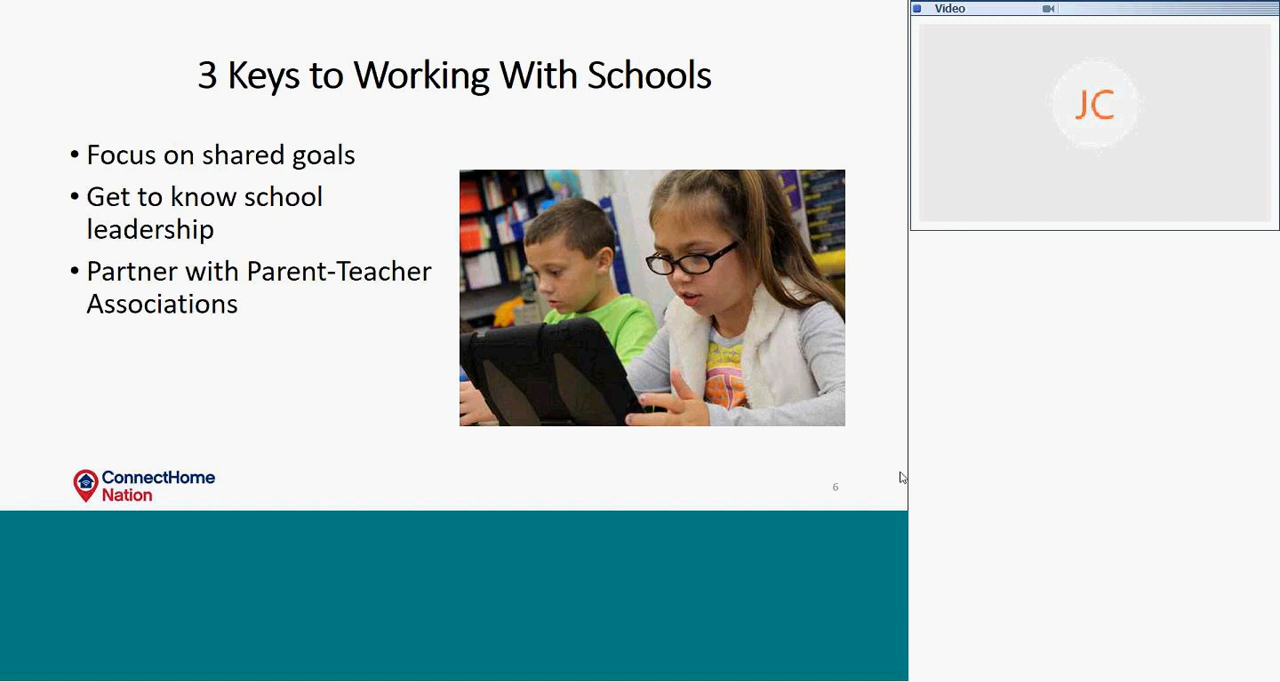 3 Keys to Working With Schools
• Focus on shared goals
• Get to know school
leadership
• Partner with Parent-Teacher
Associations
ConnectHome
Nation
6
Video
JC